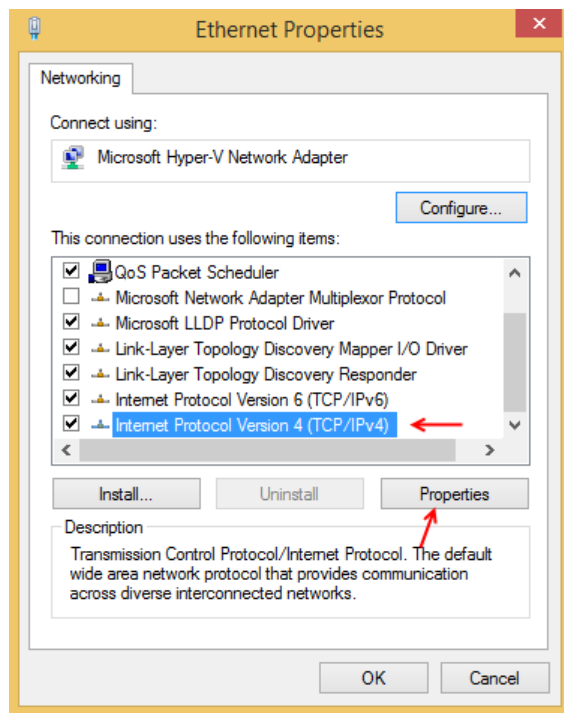 Ethernet Properties
Networking
Connect using:
Microsoft Hyper-V Network Adapter
Configure...
This connection uses the following items:
QoS Packet Scheduler
Microsoft Network Adapter Multiplexor Protocol
Microsoft LLDP Protocol Driver
Link-Layer Topology Discovery Mapper I/O Driver
Link-Layer Topology Discovery Responder
Internet Protocol Version 6 (TCP/IPv6)
Internet Protocol Version 4 (TCP/IPv4)
Install... Uninstall Properties
Description
Transmission Control Protocol/Internet Protocol. The default
wide area network protocol that provides communication
across diverse interconnected networks.
OK Cancel